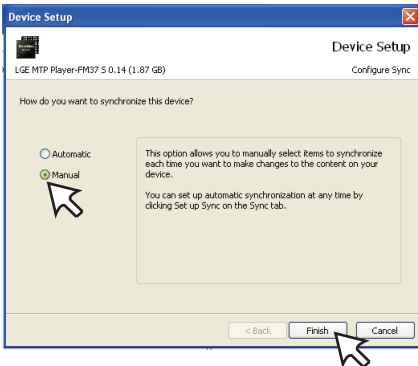 Device Setup
Device Setup
LGE MTP Player-FM37 S 0.14 (1.87 GB)
Configure Sync
How do you want to synchronize this device?
Automatic
Manual
This option allows you to manually select items to synchronize
each time you want to make changes to the content on your
device.
You can set up automatic synchronization at any time by
clicking Set up Sync on the Sync tab.
< Back
Finish
Cancel